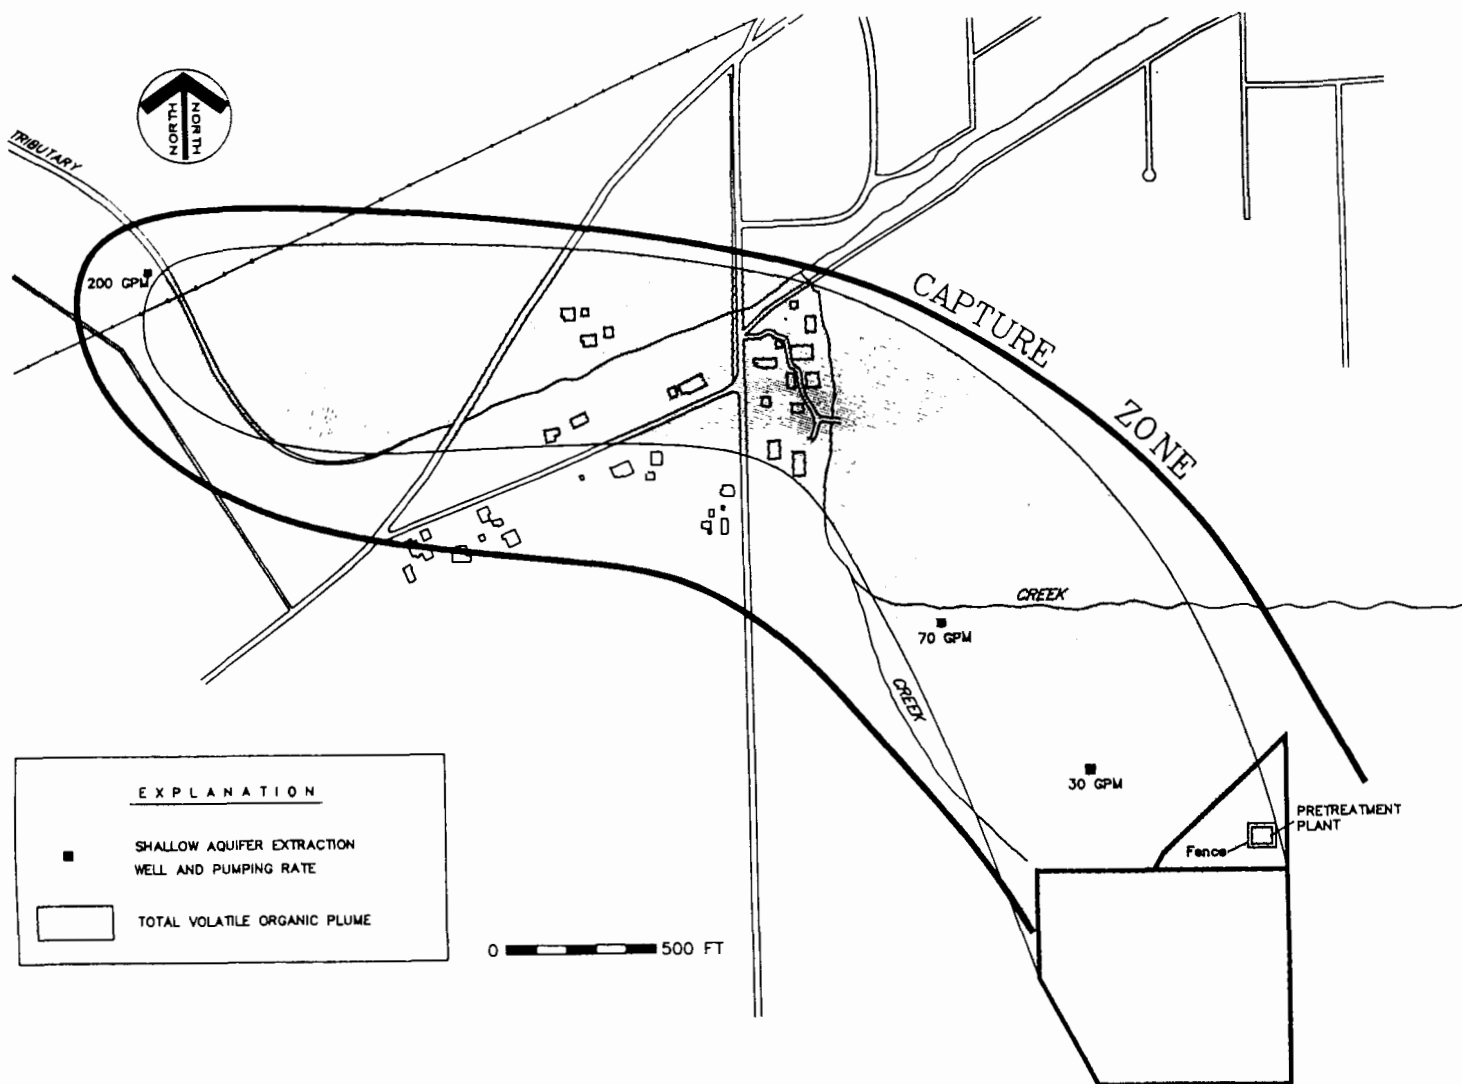 NORTH
NORTH
TRIBUTARY
200 GPM
CAPTURE
ZONE
CREEK
70 GPM
CREEK
30 GPM
PRETREATMENT
PLANT
Fence
EXPLANATION
SHALLOW AQUIFER EXTRACTION
WELL AND PUMPING RATE
TOTAL VOLATILE ORGANIC PLUME
0
500 FT